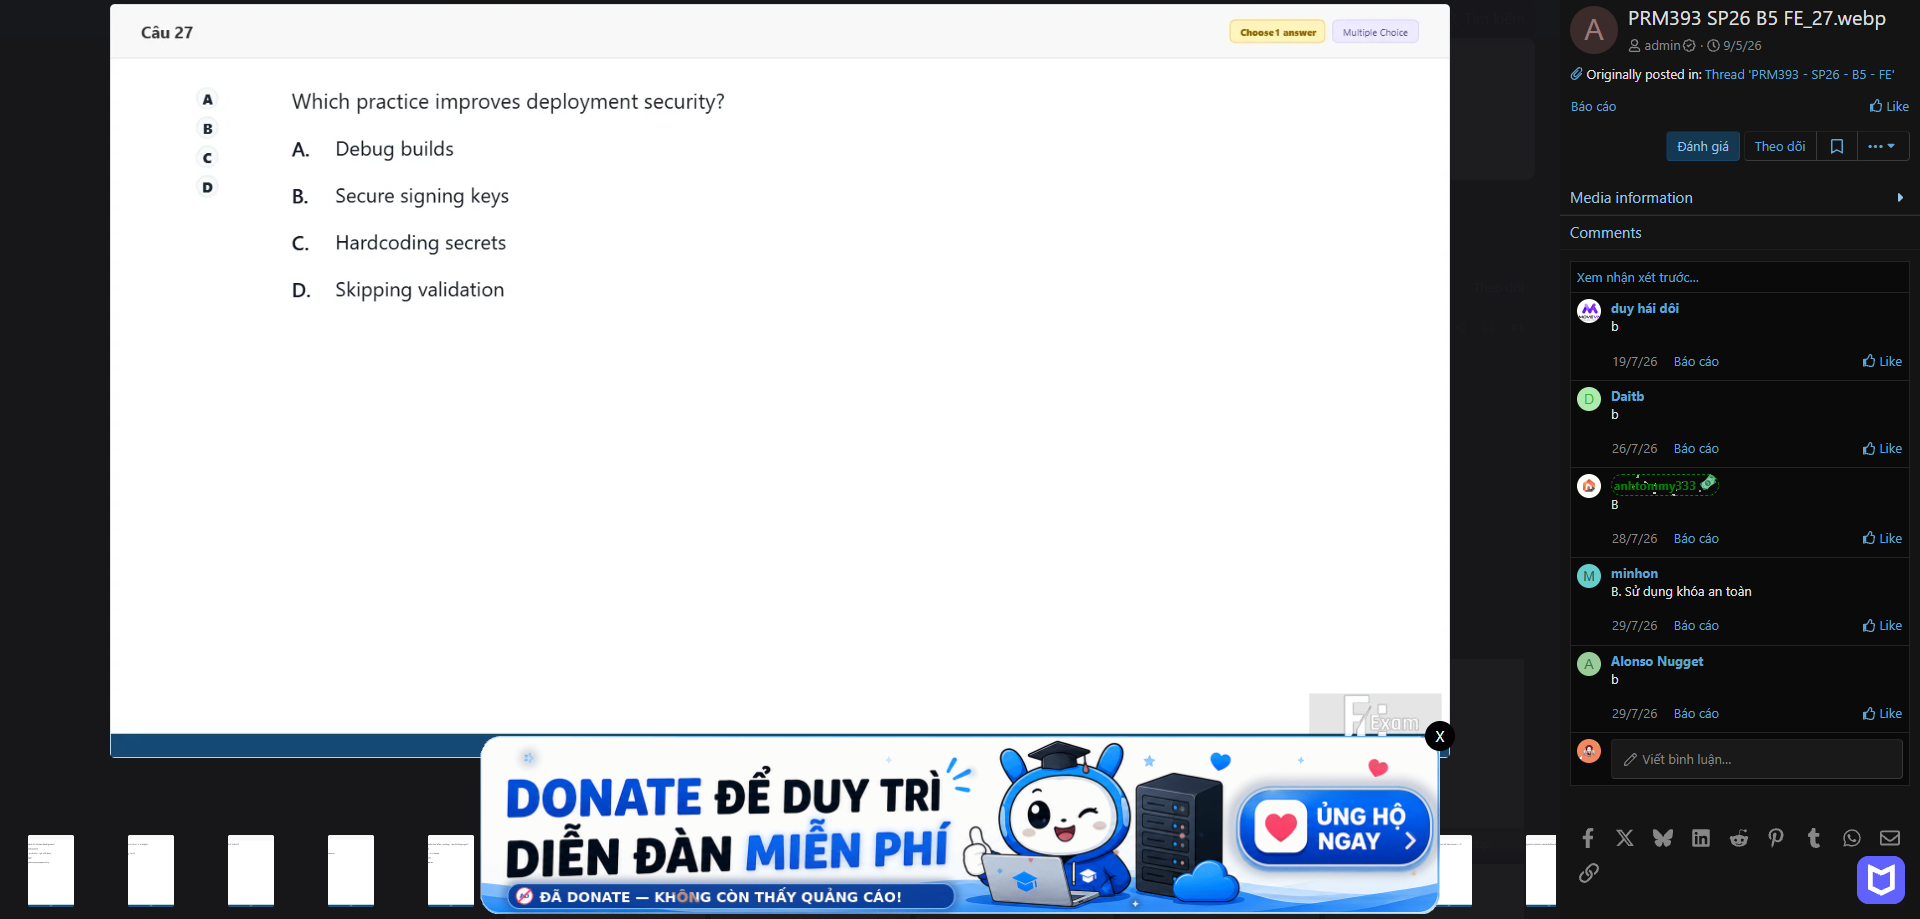 Câu 27
Choose 1 answer
Multiple Choice
A
B
C
D
Which practice improves deployment security?
A. Debug builds
B. Secure signing keys
C. Hardcoding secrets
D. Skipping validation
F
Exam
X
DONATE ĐỂ DUY TRÌ
DIỄN ĐÀN MIỄN PHÍ
ĐÃ DONATE — KHÔNG CÒN THẤY QUẢNG CÁO!
ỦNG HỘ
NGAY
A
PRM393 SP26 B5 FE_27.webp
admin · 9/5/26
Originally posted in: Thread 'PRM393 - SP26 - B5 - FE'
Báo cáo
Like
Đánh giá
Theo dõi
Media information
Comments
Xem nhận xét trước...
duy hái dôi
b
19/7/26 Báo cáo Like
D
Daitb
b
26/7/26 Báo cáo Like
anhtommy333
B
28/7/26 Báo cáo Like
M
minhon
B. Sử dụng khóa an toàn
29/7/26 Báo cáo Like
A
Alonso Nugget
b
29/7/26 Báo cáo Like
Viết bình luận...